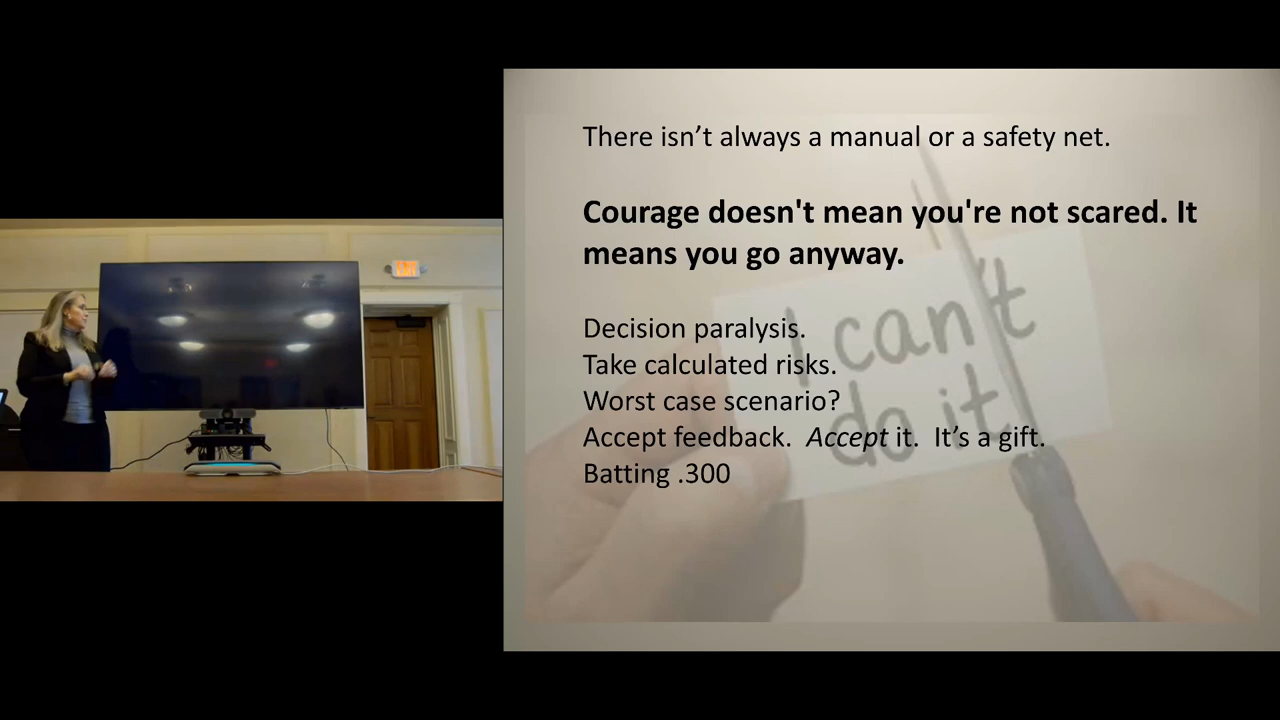 There isn’t always a manual or a safety net.
Courage doesn't mean you're not scared. It
means you go anyway.
Decision paralysis.
Take calculated risks.
Worst case scenario?
Accept feedback.  Accept it.  It’s a gift.
Batting .300
I can't
do it